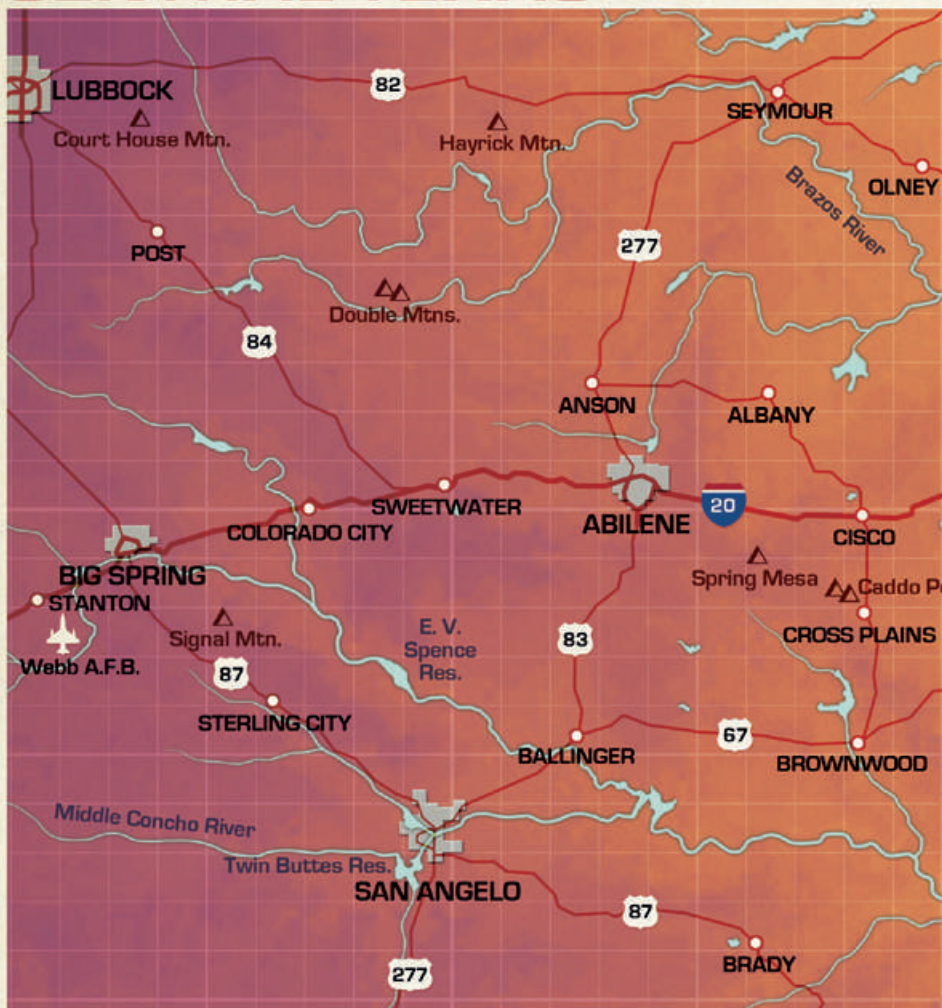 LUBBOCK
82
Court House Mtn.
Hayrick Mtn.
SEYMOUR
OLNEY
Brazos River
POST
277
Double Mtns.
84
ANSON
ALBANY
SWEETWATER
20
COLORADO CITY
ABILENE
CISCO
BIG SPRING
Spring Mesa
Caddo
STANTON
CROSS PLAINS
Signal Mtn.
E. V.
Spence
Res.
83
Webb A.F.B.
87
STERLING CITY
67
BALLINGER
BROWNWOOD
Middle Concho River
Twin Buttes Res.
SAN ANGELO
87
BRADY
277